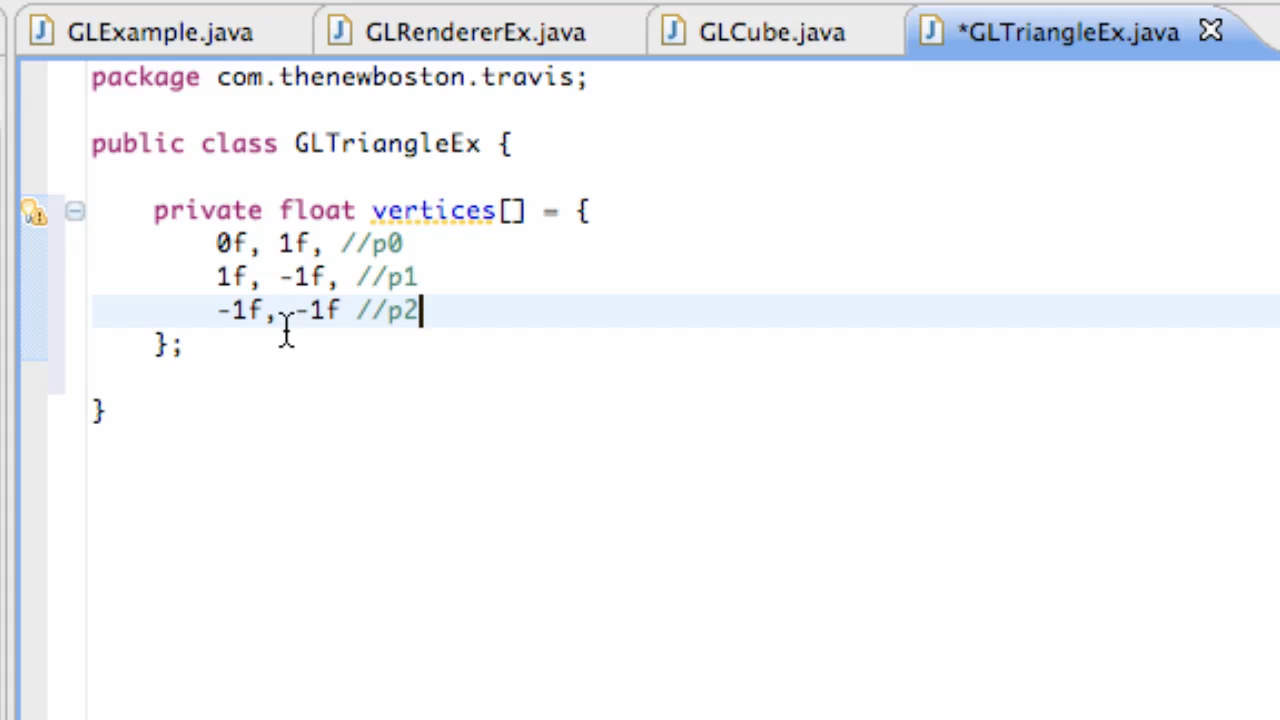 GLExample.java GLRendererEx.java GLCube.java *GLTriangleEx.java
package com.thenewboston.travis;
public class GLTriangleEx {
private float vertices[] = {
0f, 1f, //p0
1f, -1f, //p1
-1f, -1f //p2
};
}